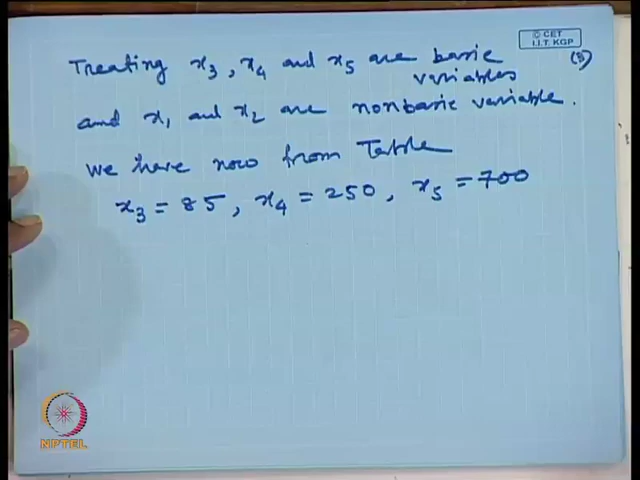 © CET
I.I.T. KGP
Treating x₃, x₄ and x₅ are basic
variables
and x₁ and x₂ are nonbasic variable.
we have now from Table
x₃ = 85, x₄ = 250, x₅ = 700
NPTEL